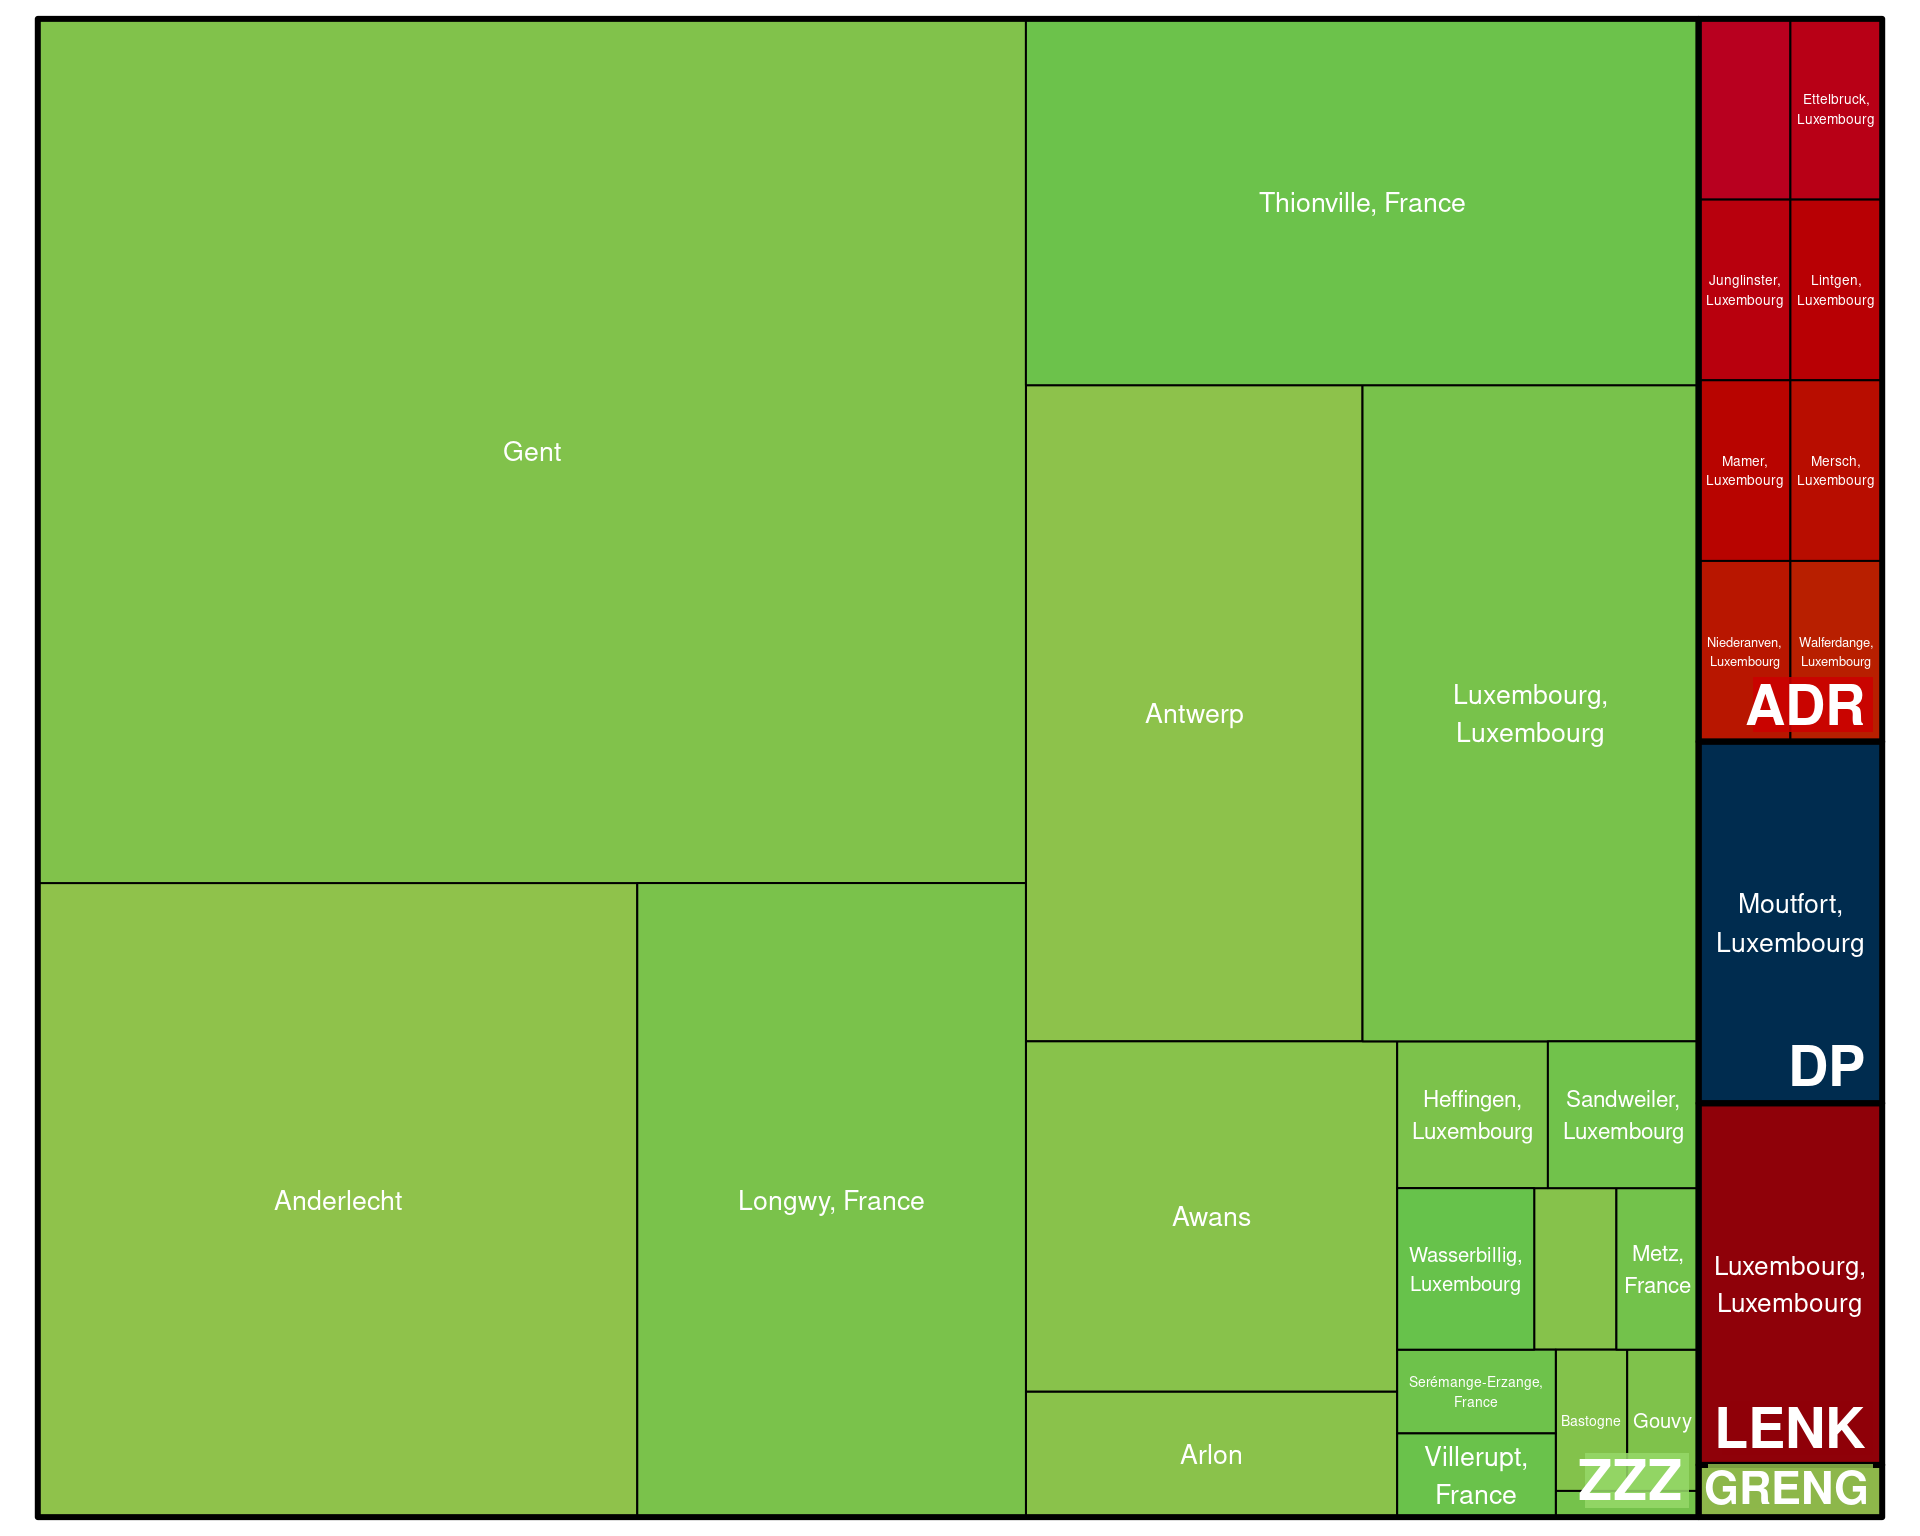 Gent
Anderlecht
Longwy, France
Thionville, France
Antwerp
Luxembourg,
Luxembourg
Awans
Arlon
Heffingen,
Luxembourg
Sandweiler,
Luxembourg
Wasserbillig,
Luxembourg
Metz,
France
Serémange-Erzange,
France
Bastogne
Gouvy
Villerupt,
France
ZZZ
Ettelbruck,
Luxembourg
Junglinster,
Luxembourg
Lintgen,
Luxembourg
Mamer,
Luxembourg
Mersch,
Luxembourg
Niederanven,
Luxembourg
Walferdange,
Luxembourg
ADR
Moutfort,
Luxembourg
DP
Luxembourg,
Luxembourg
LENK
GRENG